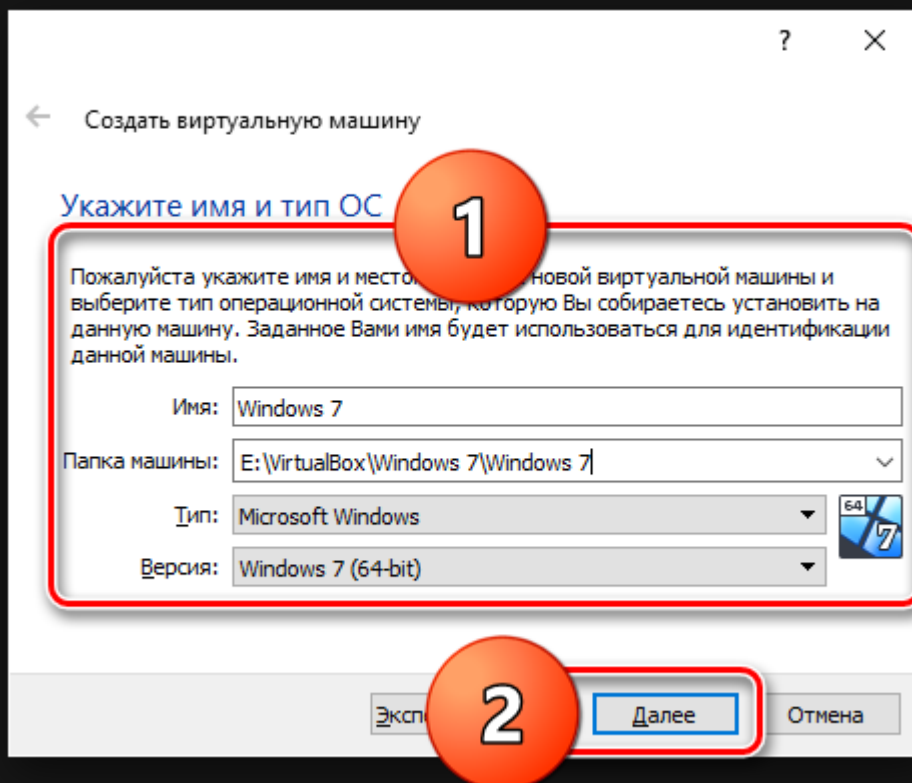 ?
Создать виртуальную машину
Укажите имя и тип ОС
1
Пожалуйста укажите имя и новой виртуальной машины и
выберите тип операционной системы, которую Вы собираетесь установить на
данную машину. Заданное Вами имя будет использоваться для идентификации
данной машины.
Имя: Windows 7
Папка машины: E:\VirtualBox\Windows 7\Windows 7
Тип: Microsoft Windows
64
7
Версия: Windows 7 (64-bit)
2
Далее
Отмена